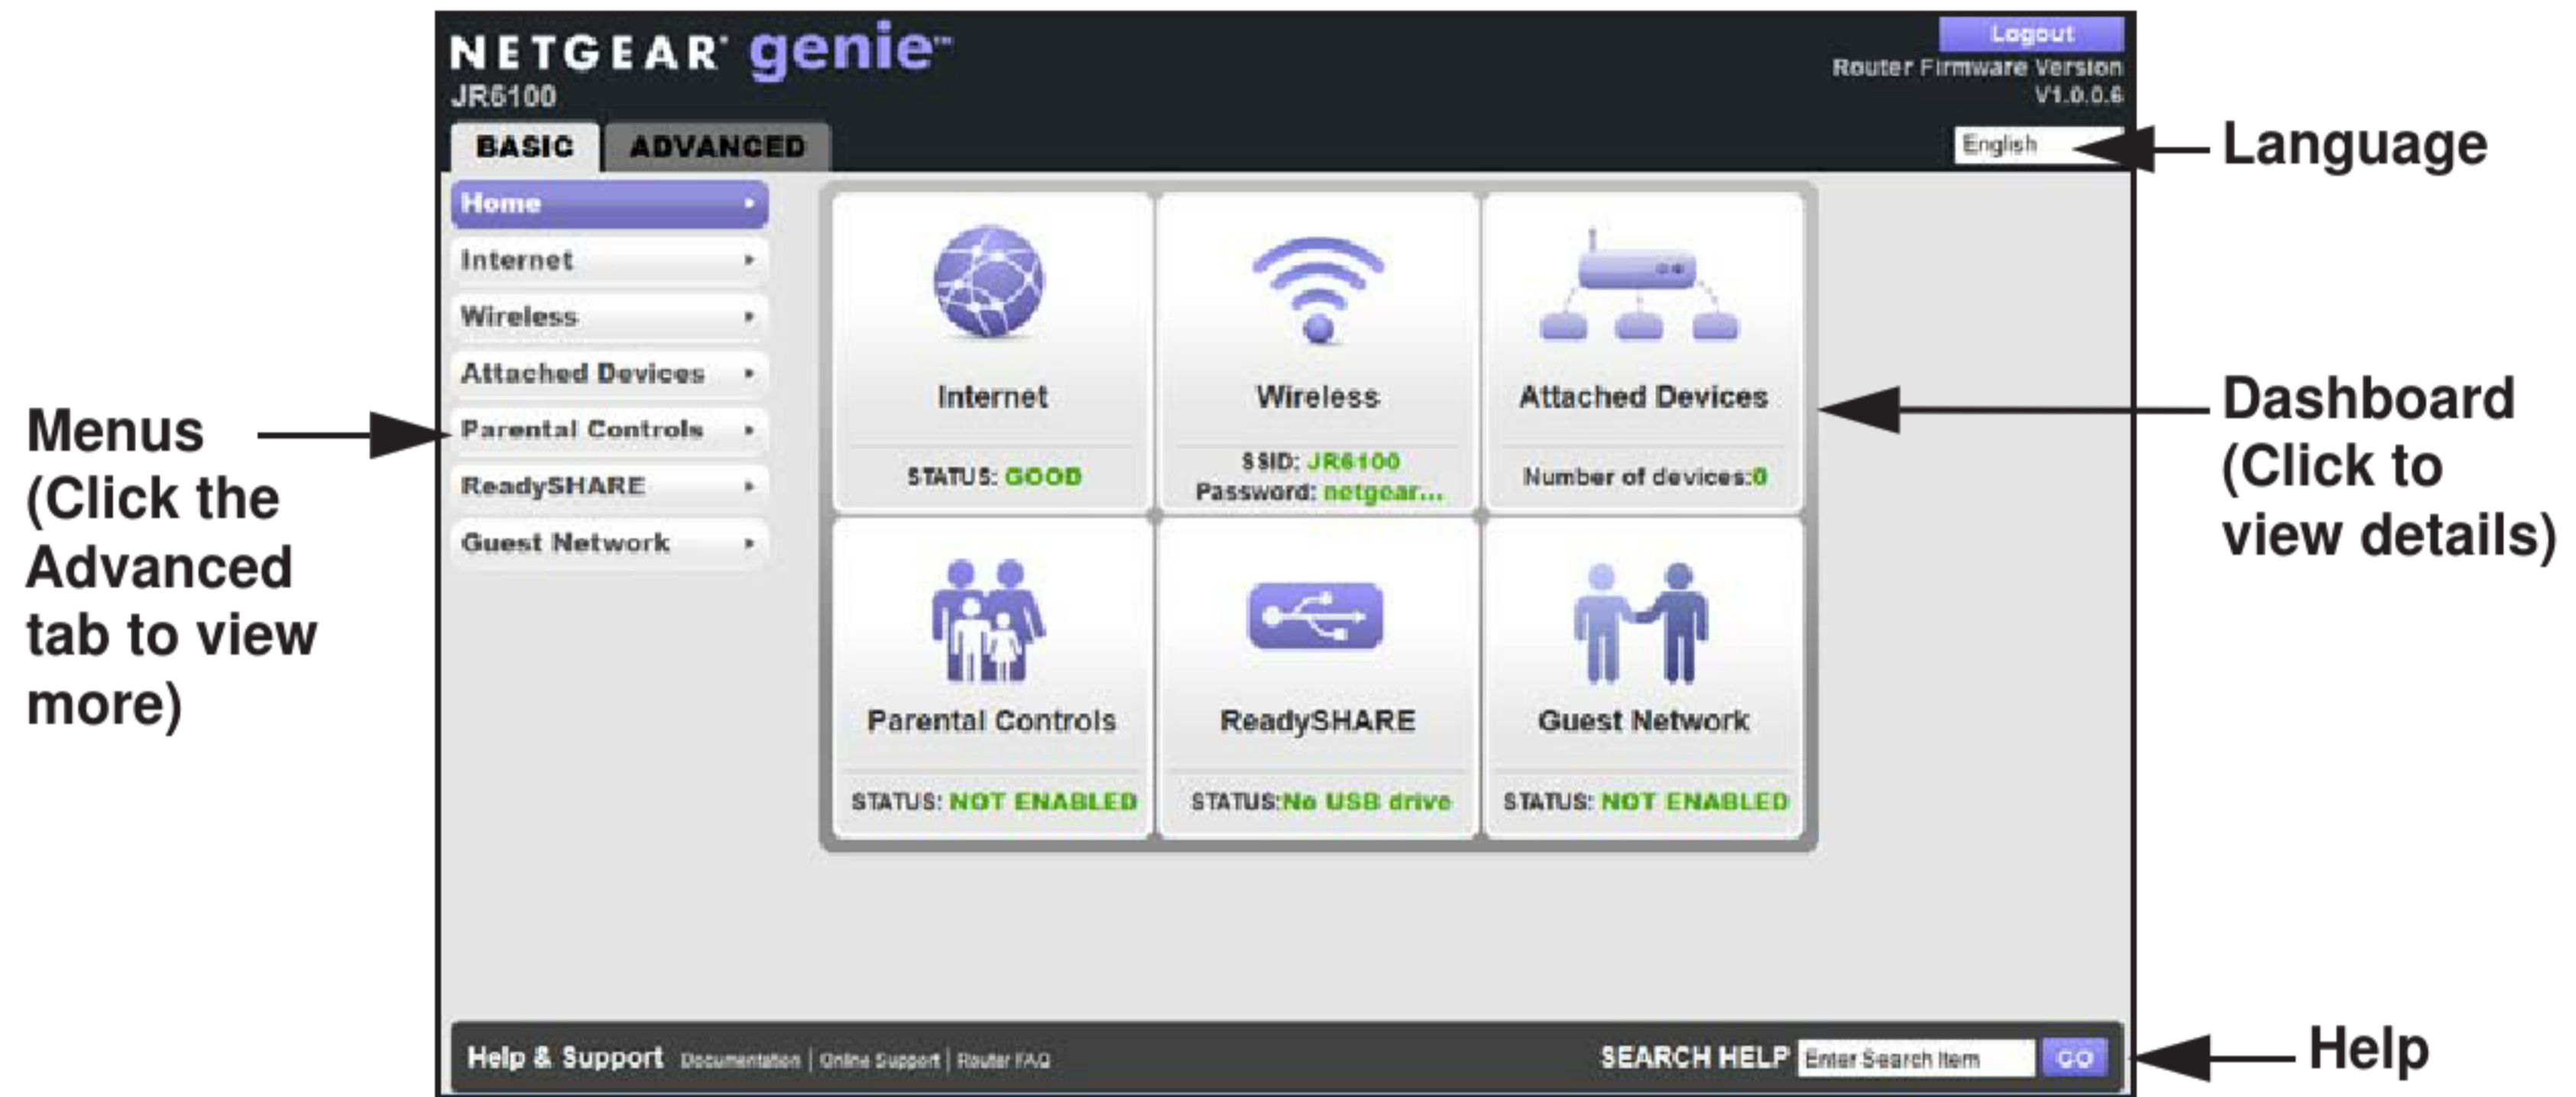 NETGEAR® genie™
JR6100
Logout
Router Firmware Version
V1.0.0.6
BASIC
ADVANCED
English
Language
Home
Internet
Wireless
Attached Devices
Parental Controls
ReadySHARE
Guest Network
Menus
(Click the
Advanced
tab to view
more)
Internet
STATUS: GOOD
Wireless
SSID: JR6100
Password: netgear...
Attached Devices
Number of devices:0
Parental Controls
STATUS: NOT ENABLED
ReadySHARE
STATUS:No USB drive
Guest Network
STATUS: NOT ENABLED
Dashboard
(Click to
view details)
Help & Support Documentation | Online Support | Router FAQ
SEARCH HELP Enter Search Item GO
Help